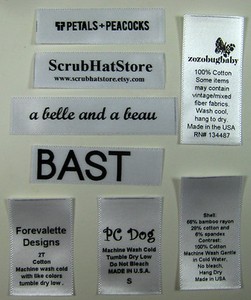 PETALS+PEACOCKS
ScrubHatStore
www.scrubhatstore.etsy.com
a belle and a beau
BAST
zozobugbaby
100% Cotton
Some items
may contain
vintage/mixed
fiber fabrics.
Wash cool,
hang to dry.
Made in the USA
RN# 134487
Forevalette
Designs
2T
Cotton
Machine wash cold
with like colors
tumble dry low .
PC Dog
Machine Wash Cold
Tumble Dry Low
Do Not Bleach
MADE IN U.S.A.
S
Shell:
66% bamboo rayon
28% cotton and
6% spandex
Contrast:
100% Cotton
Machine Wash Gentle
in Cold Water.
No bleach,
Hang Dry
Made in USA